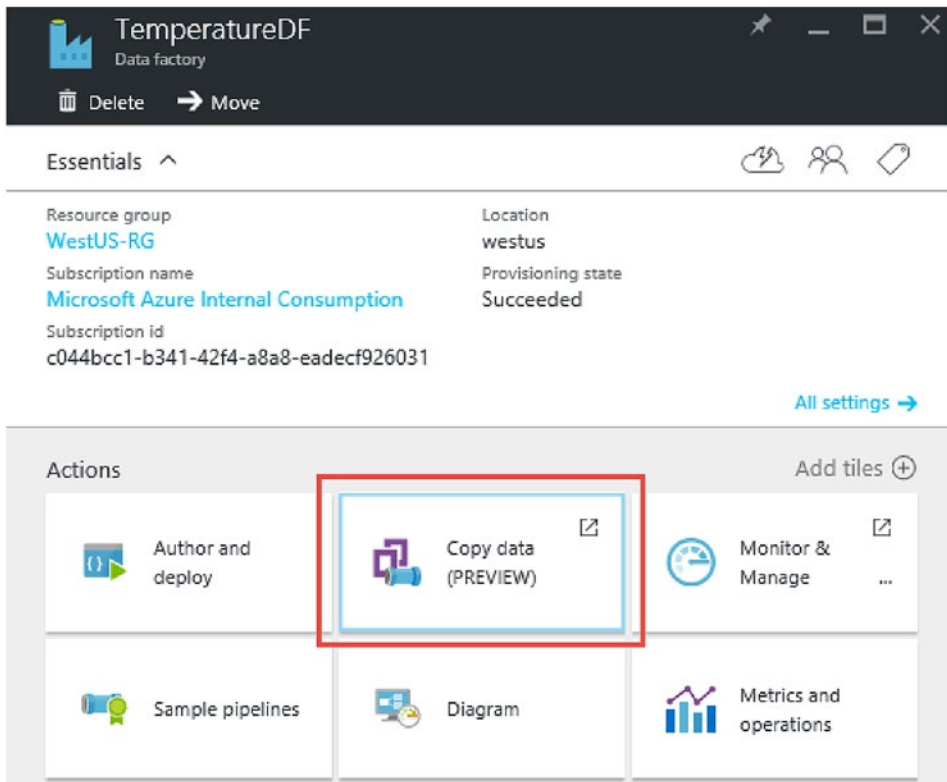 TemperatureDF
Data factory
Delete Move
Essentials
Resource group
WestUS-RG
Location
westus
Subscription name
Microsoft Azure Internal Consumption
Provisioning state
Succeeded
Subscription id
c044bcc1-b341-42f4-a8a8-eadecf926031
All settings
Actions
Add tiles
Author and
deploy
Copy data
(PREVIEW)
Monitor &
Manage
...
Sample pipelines
Diagram
Metrics and
operations